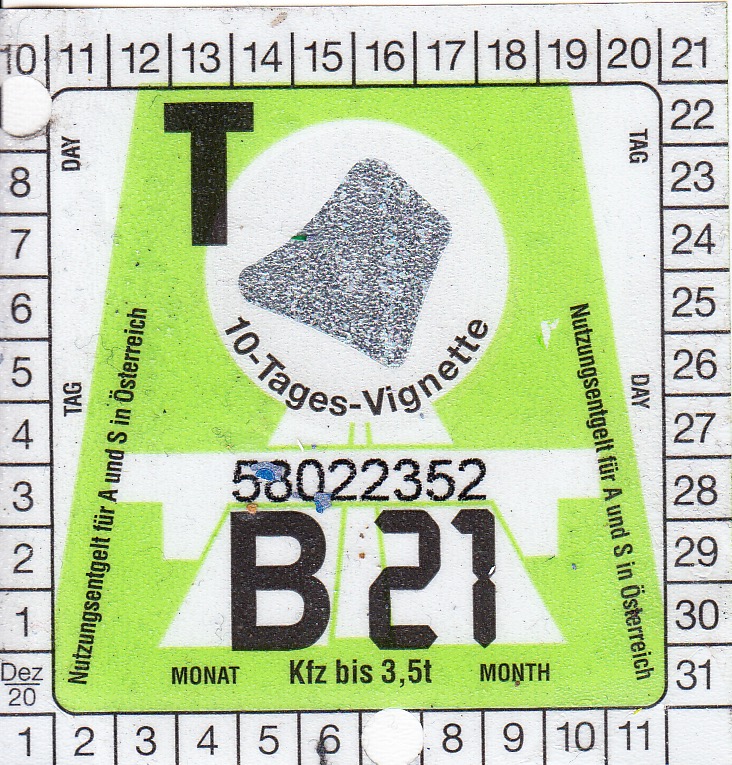 10 11 12 13 14 15 16 17 18 19 20 21
22
23
24
25
26
27
28
29
30
31
8
7
6
5
4
3
2
1
Dez
20
DAY
TAG
T
10-Tages-Vignette
TAG
DAY
Nutzungsentgelt für A und S in Österreich
Nutzungsentgelt für A und S in Österreich
58022352
B 21
MONAT Kfz bis 3,5t MONTH
1 2 3 4 5 6 8 9 10 11